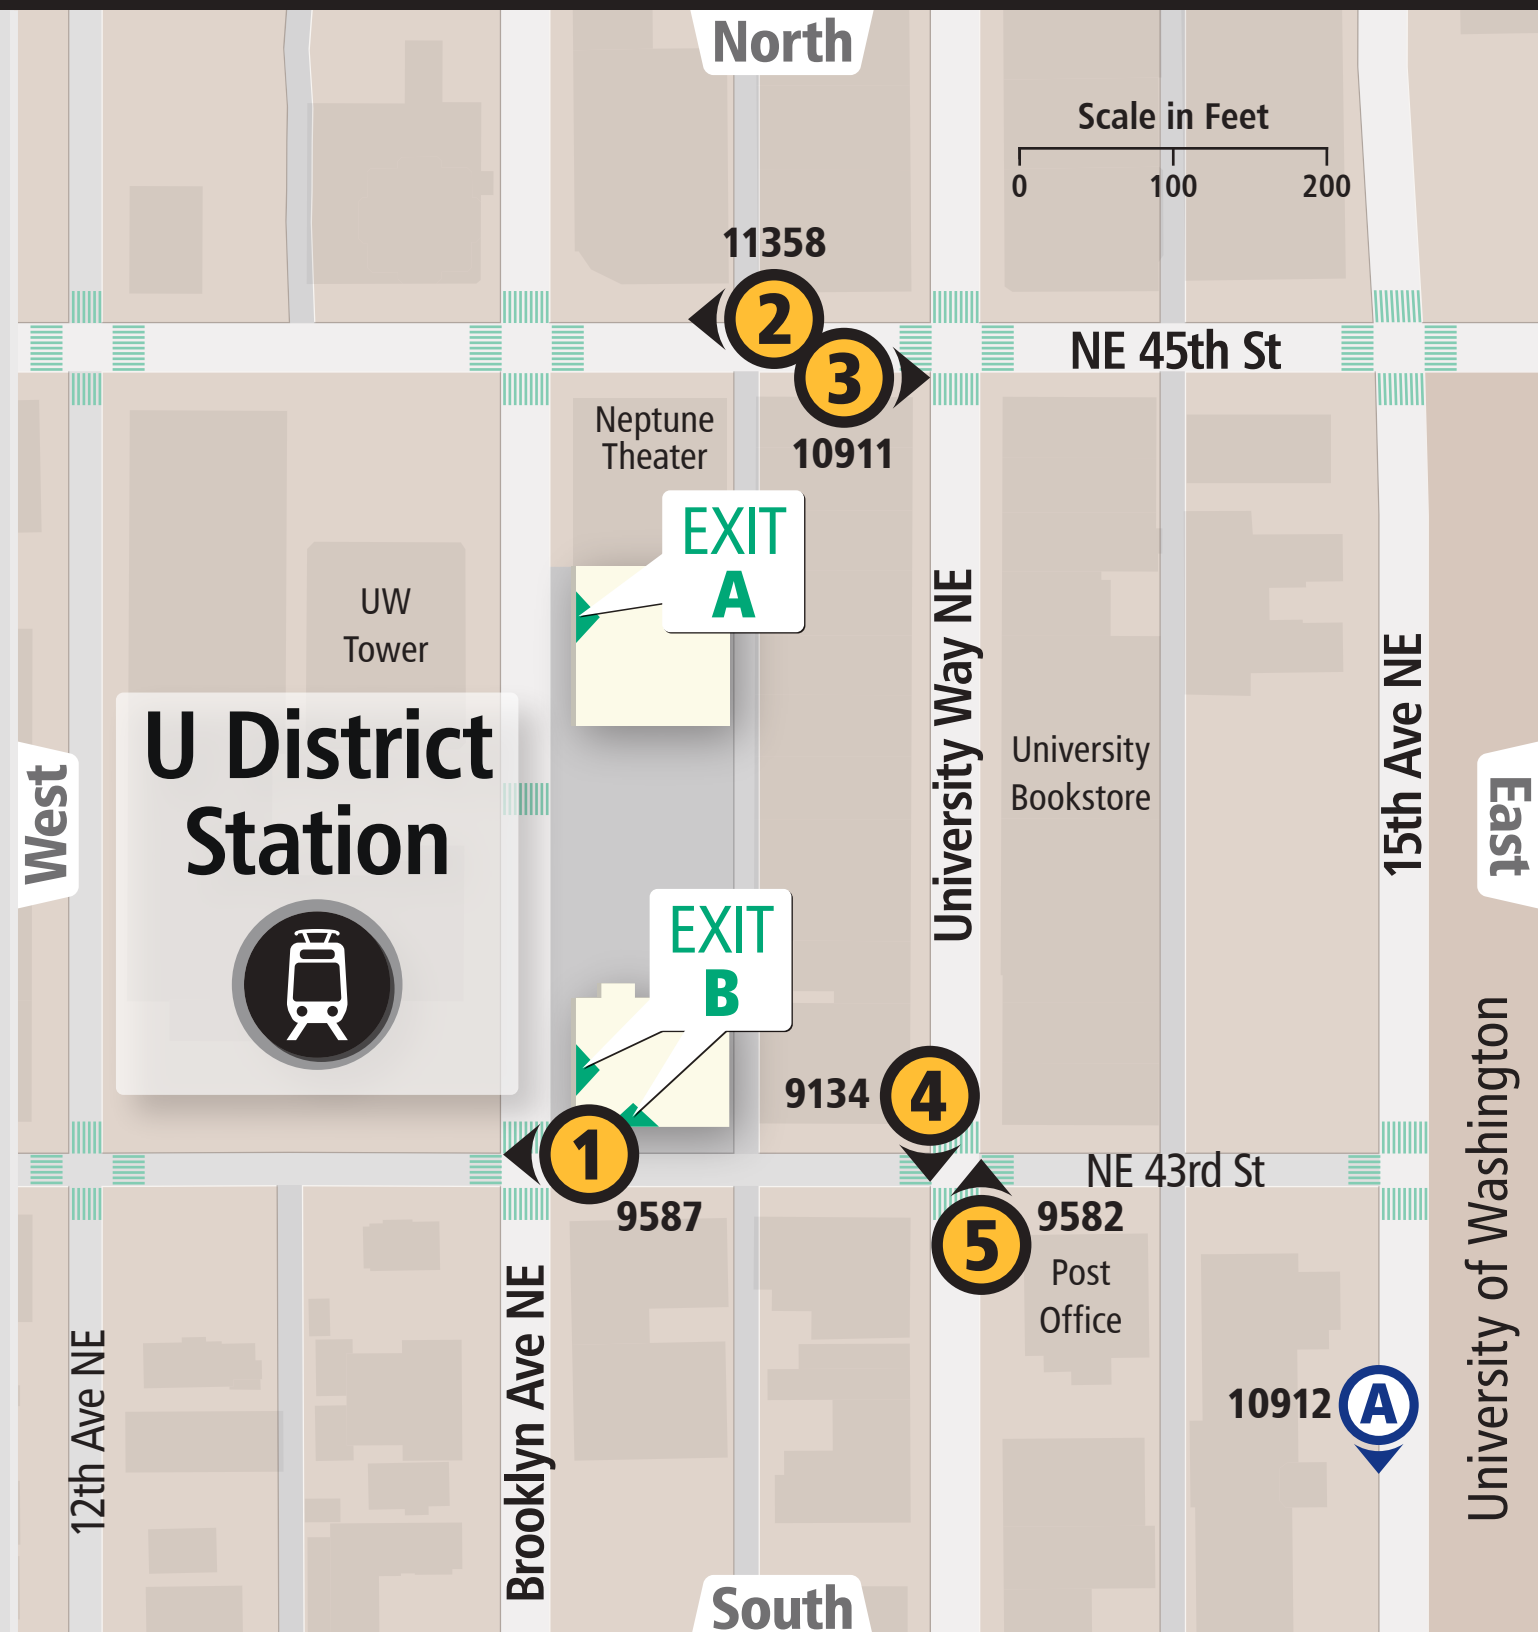 North
Scale in Feet
0 100 200
11358
2
3
10911
NE 45th St
Neptune
Theater
EXIT
A
UW
Tower
U District
Station
West
University Way NE
University
Bookstore
15th Ave NE
East
EXIT
B
9134
4
1
9587
NE 43rd St
5
9582
Post
Office
10912
A
12th Ave NE
Brooklyn Ave NE
University of Washington
South